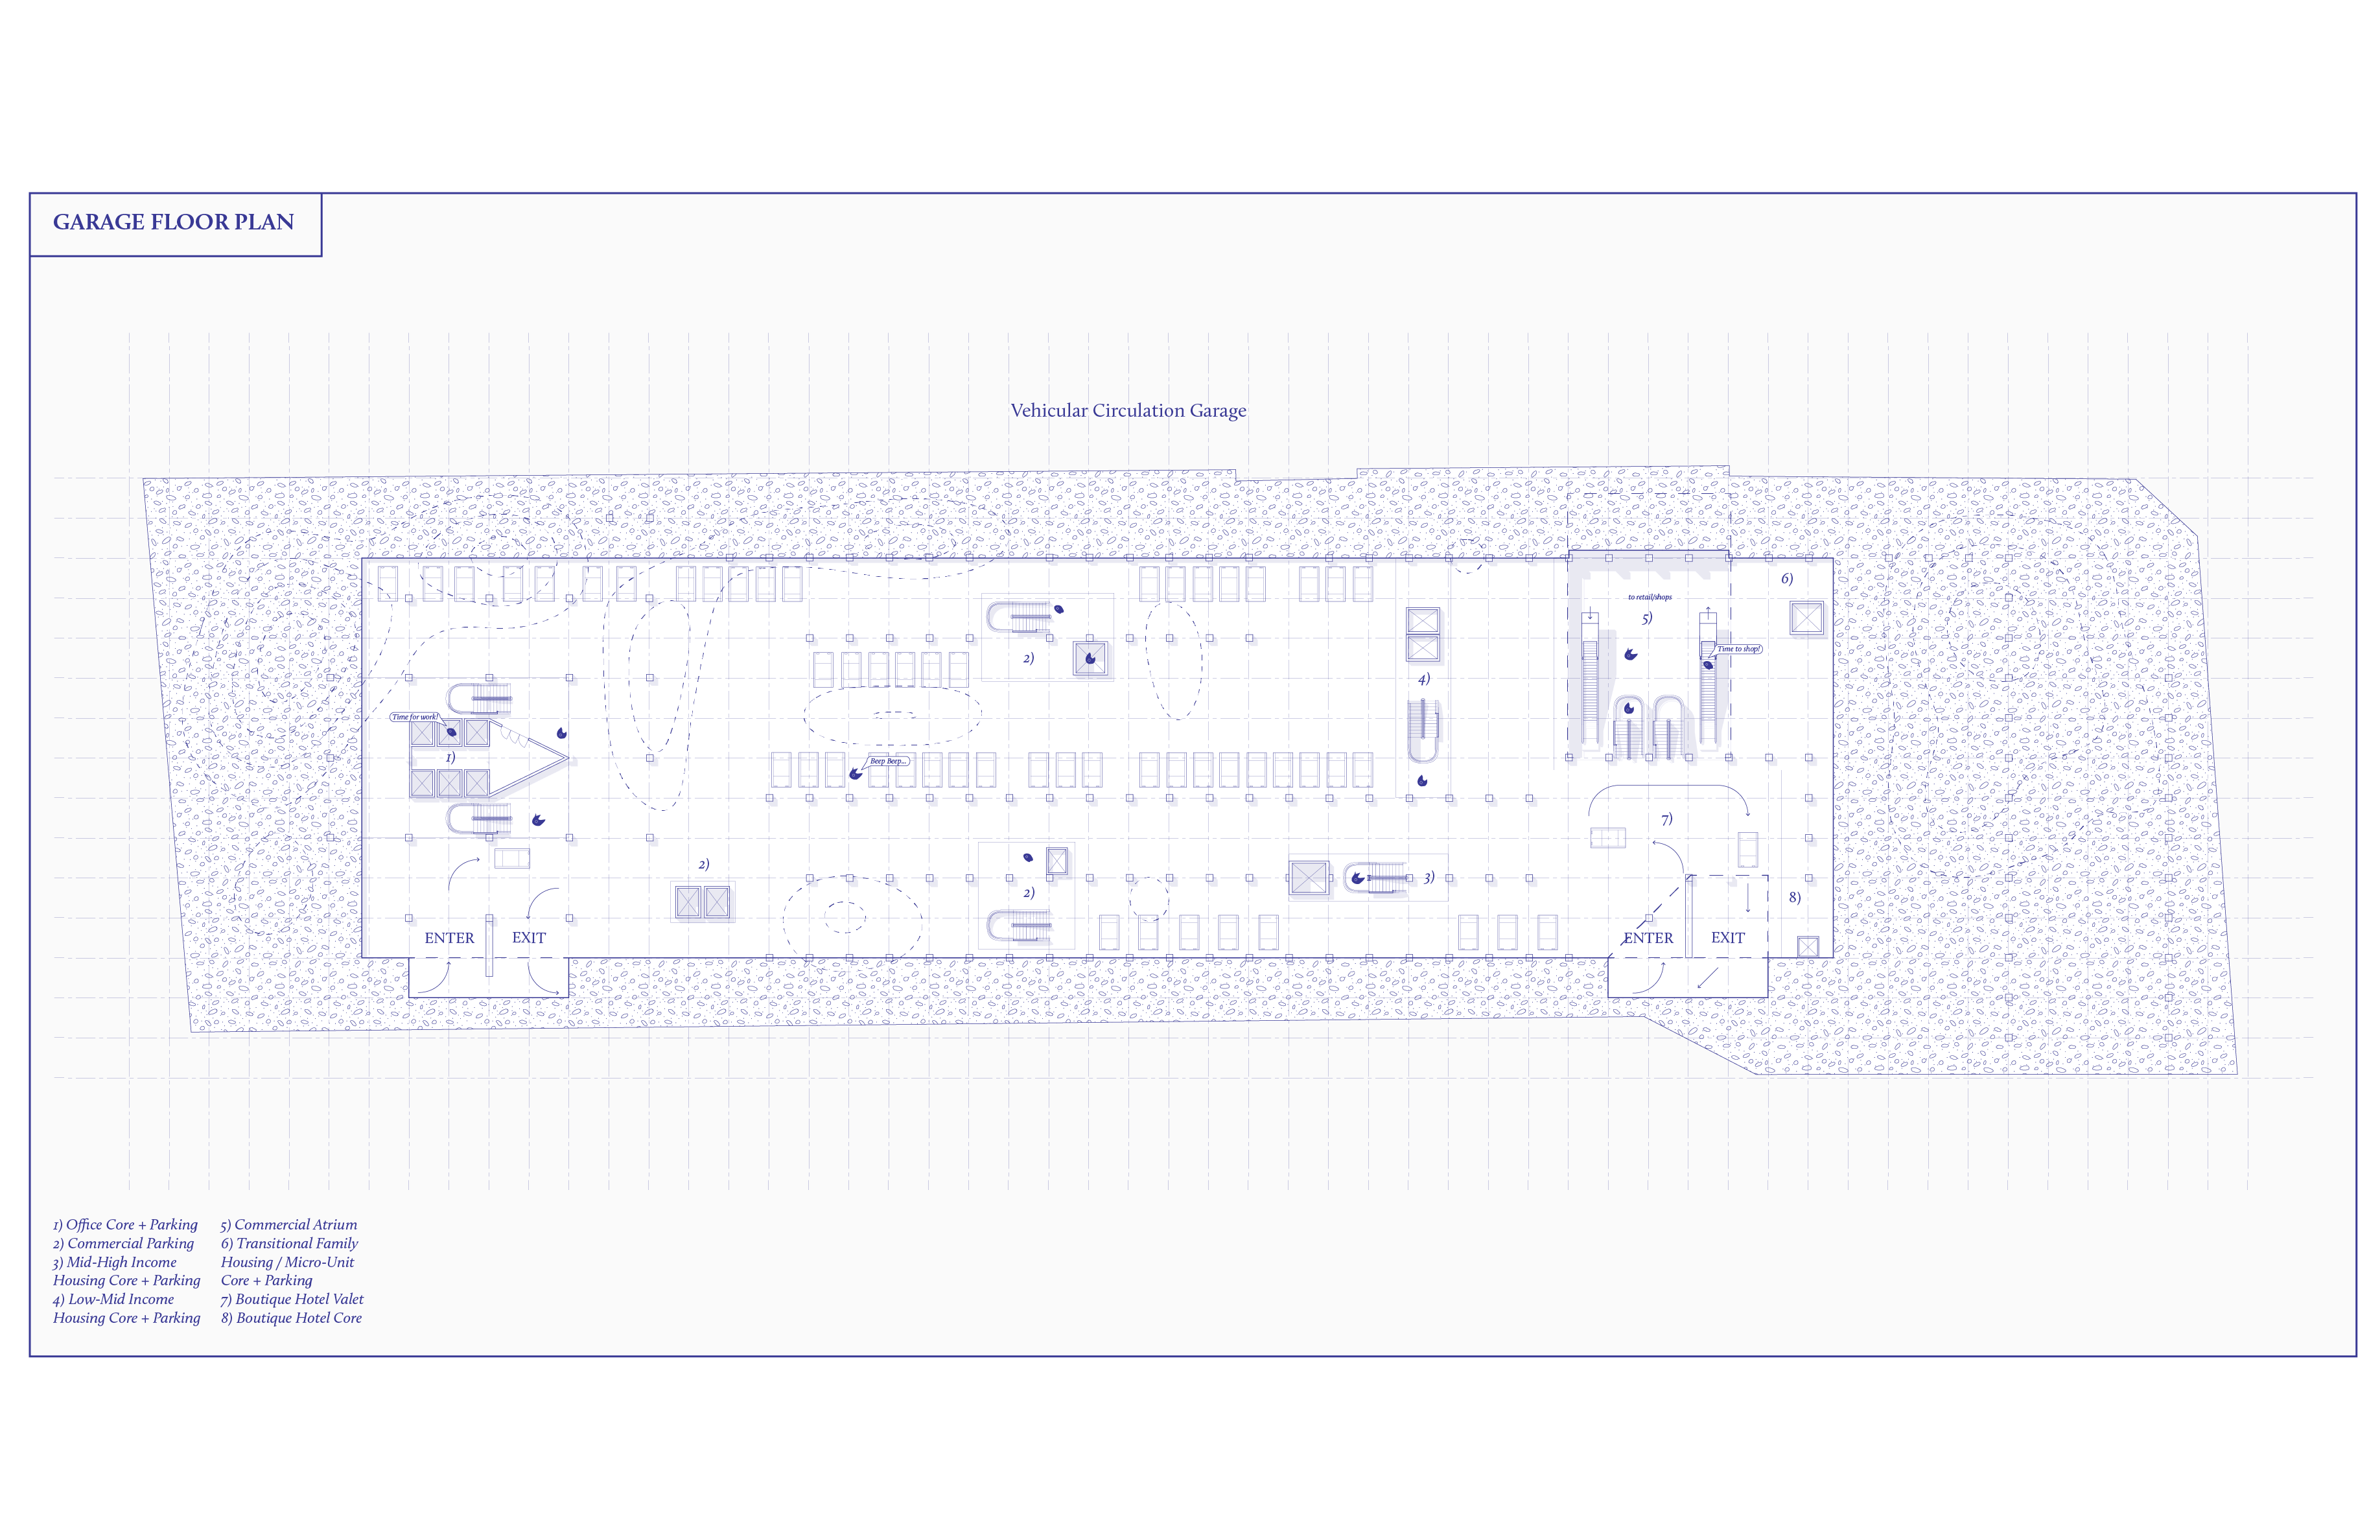 GARAGE FLOOR PLAN
Vehicular Circulation Garage
6)
to retail/shops
5)
Time to shop!
2)
4)
Time for work!
1)
Beep Beep...
7)
2)
3)
2)
8)
ENTER
EXIT
ENTER
EXIT
1) Office Core + Parking
2) Commercial Parking
3) Mid-High Income
Housing Core + Parking
4) Low-Mid Income
Housing Core + Parking
5) Commercial Atrium
6) Transitional Family
Housing / Micro-Unit
Core + Parking
7) Boutique Hotel Valet
8) Boutique Hotel Core